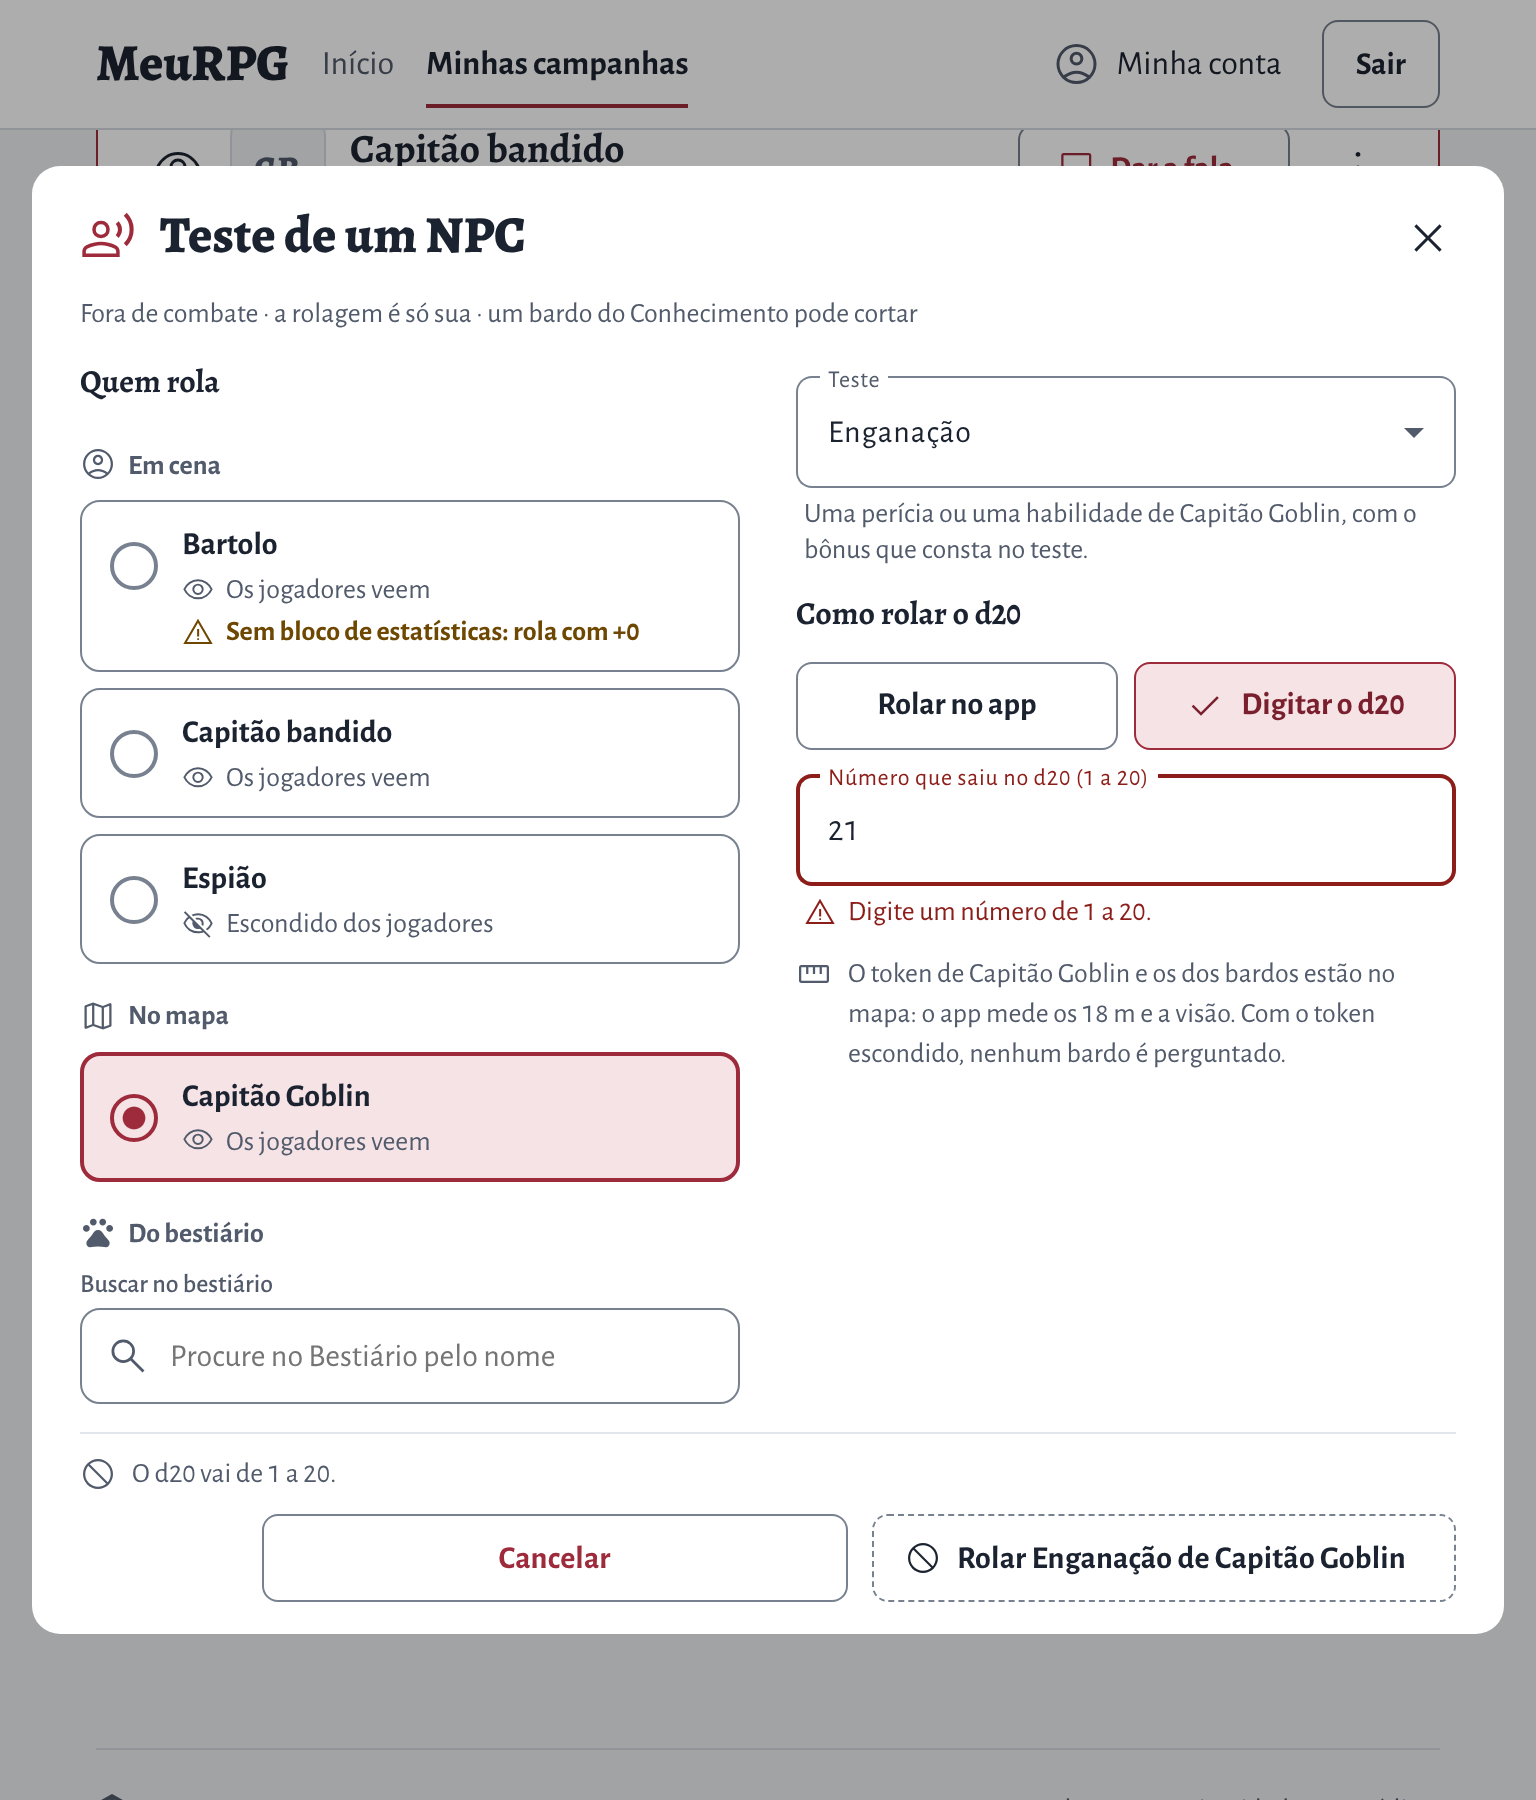 MeuRPG
Início
Minhas campanhas
Minha conta
Sair
Capitão bandido
Teste de um NPC
Fora de combate · a rolagem é só sua · um bardo do Conhecimento pode cortar
Quem rola
Em cena
Bartolo
Os jogadores veem
Sem bloco de estatísticas: rola com +0
Capitão bandido
Os jogadores veem
Espião
Escondido dos jogadores
No mapa
Capitão Goblin
Os jogadores veem
Do bestiário
Buscar no bestiário
Procure no Bestiário pelo nome
Teste
Enganação
Uma perícia ou uma habilidade de Capitão Goblin, com o
bônus que consta no teste.
Como rolar o d20
Rolar no app
Digitar o d20
Número que saiu no d20 (1 a 20)
21
Digite um número de 1 a 20.
O token de Capitão Goblin e os dos bardos estão no
mapa: o app mede os 18 m e a visão. Com o token
escondido, nenhum bardo é perguntado.
O d20 vai de 1 a 20.
Cancelar
Rolar Enganação de Capitão Goblin